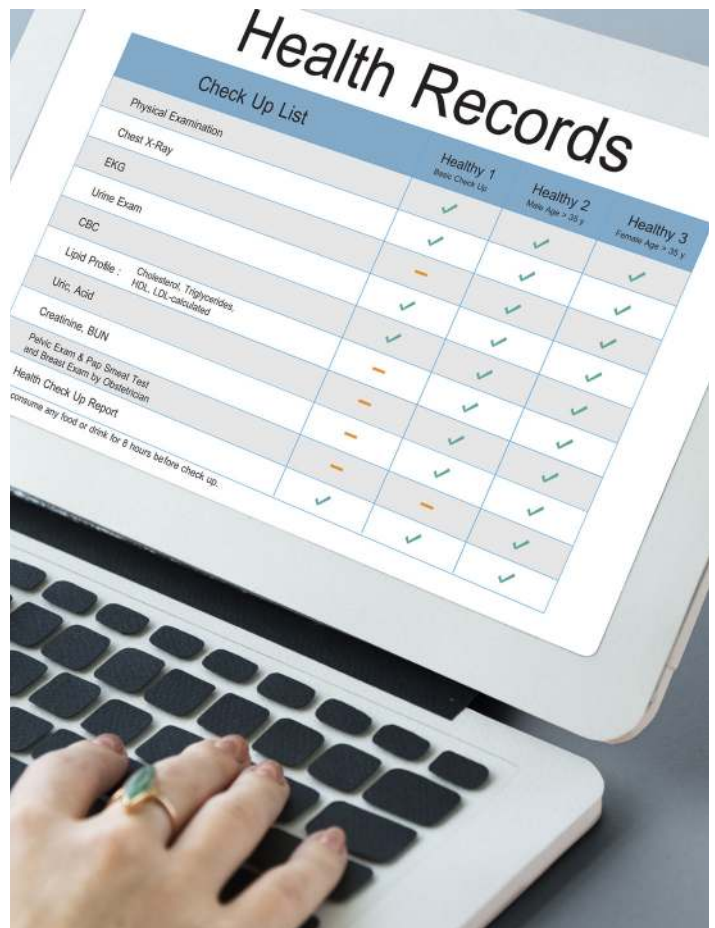 Health Records
Check Up List
Healthy 1
Basic Check Up
Healthy 2
Male Age > 35 y
Healthy 3
Female Age > 35 y
Physical Examination
Chest X-Ray
EKG
Urine Exam
CBC
Lipid Profile : Cholesterol, Triglycerides,
HDL, LDL-calculated
Uric, Acid
Creatinine, BUN
Pelvic Exam & Pap Smeat Test
and Breast Exam by Obstetrician
Health Check Up Report
consume any food or drink for 8 hours before check up.